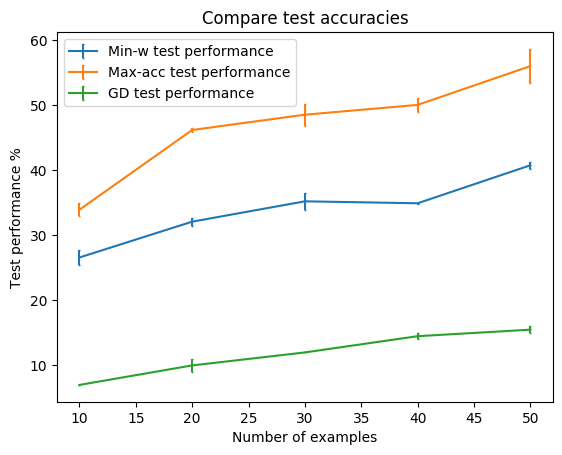 Compare test accuracies
Min-w test performance
Max-acc test performance
GD test performance
Test performance %
60
50
40
30
20
10
10 15 20 25 30 35 40 45 50
Number of examples